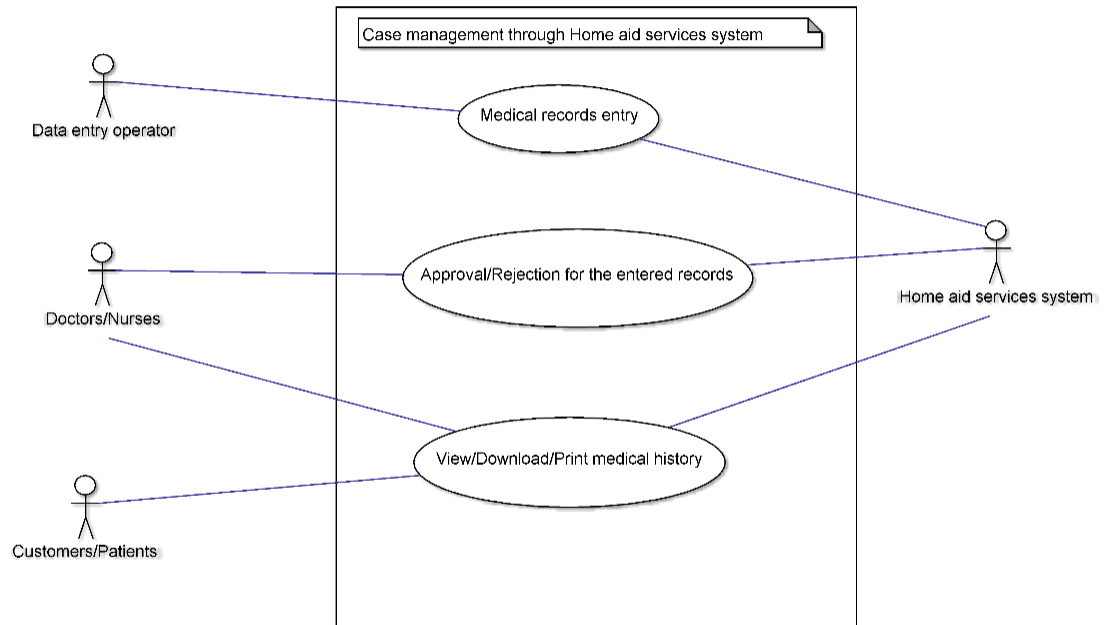 Case management through Home aid services system
Data entry operator
Medical records entry
Doctors/Nurses
Approval/Rejection for the entered records
Home aid services system
Customers/Patients
View/Download/Print medical history